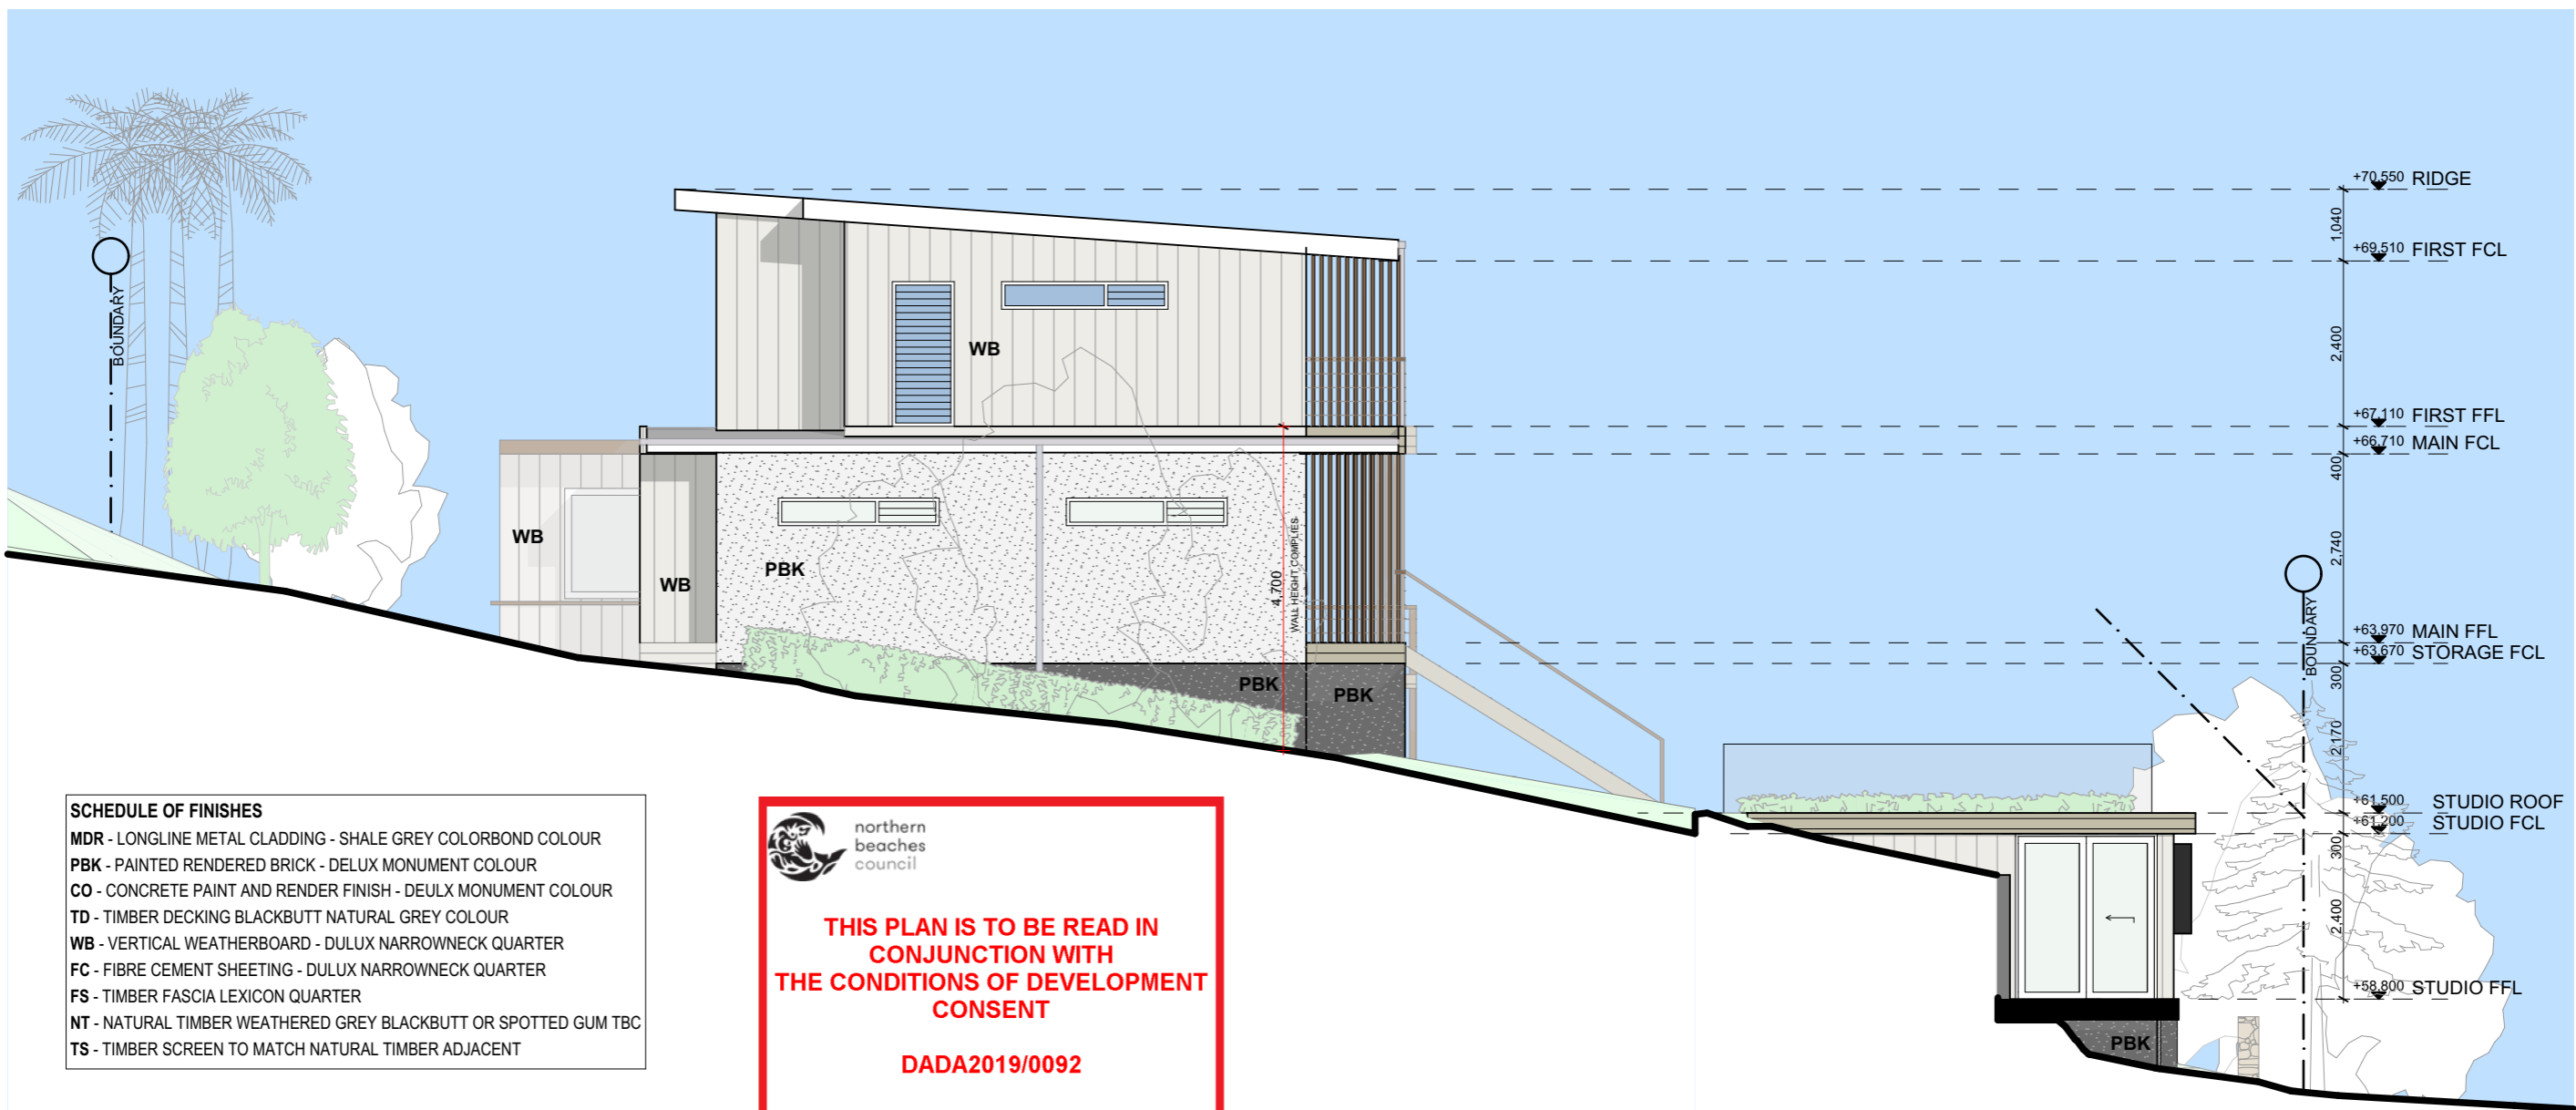 +70,550 RIDGE
1,040
+69,510 FIRST FCL
2,400
+67,110 FIRST FFL
+66,710 MAIN FCL
400
2,740
+63,970 MAIN FFL
+63,670 STORAGE FCL
300
2,170
+61,500 STUDIO ROOF
+61,200 STUDIO FCL
300
2,400
+58,800 STUDIO FFL
BOUNDARY
BOUNDARY
WB
WB
WB
PBK
PBK
PBK
PBK
4,700
WALL HEIGHT COMPLIES
SCHEDULE OF FINISHES
MDR - LONGLINE METAL CLADDING - SHALE GREY COLORBOND COLOUR
PBK - PAINTED RENDERED BRICK - DELUX MONUMENT COLOUR
CO - CONCRETE PAINT AND RENDER FINISH - DEULX MONUMENT COLOUR
TD - TIMBER DECKING BLACKBUTT NATURAL GREY COLOUR
WB - VERTICAL WEATHERBOARD - DULUX NARROWNECK QUARTER
FC - FIBRE CEMENT SHEETING - DULUX NARROWNECK QUARTER
FS - TIMBER FASCIA LEXICON QUARTER
NT - NATURAL TIMBER WEATHERED GREY BLACKBUTT OR SPOTTED GUM TBC
TS - TIMBER SCREEN TO MATCH NATURAL TIMBER ADJACENT
northern
beaches
council
THIS PLAN IS TO BE READ IN
CONJUNCTION WITH
THE CONDITIONS OF DEVELOPMENT
CONSENT
DADA2019/0092